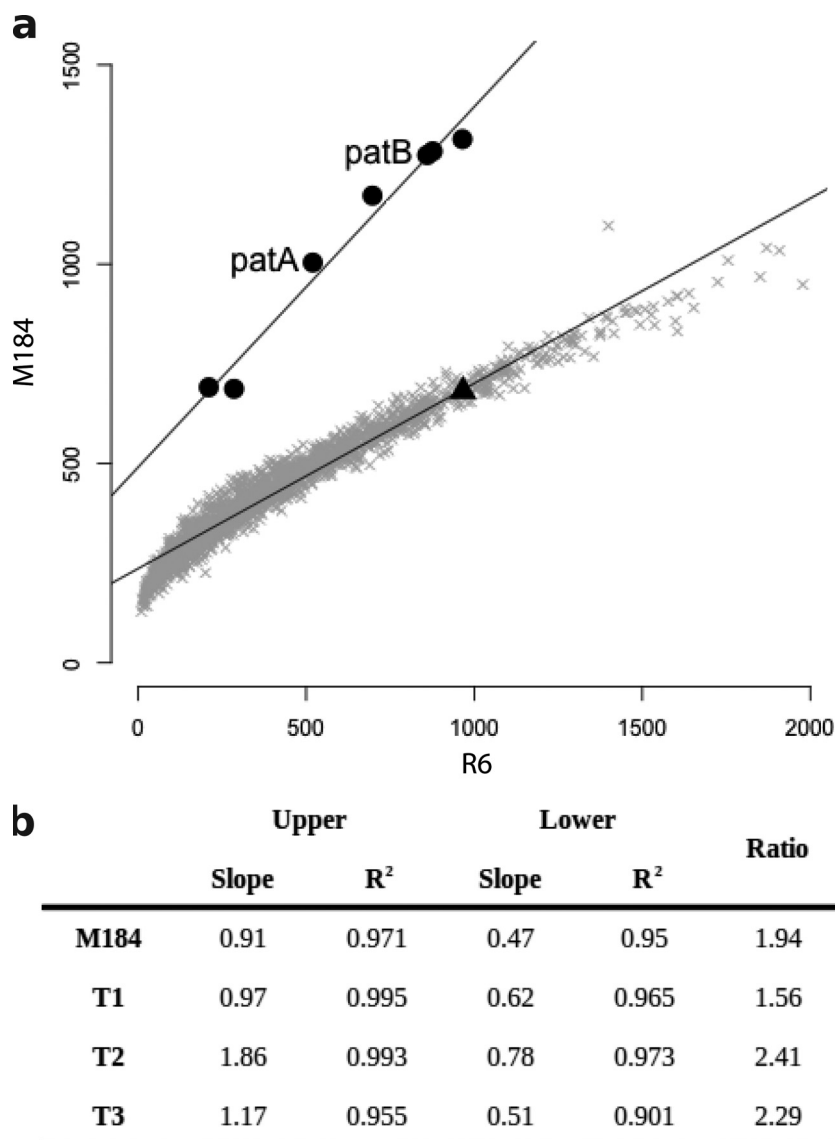 a
1500
1000
500
0
M184
patB
patA
0 500 1000 1500 2000
R6
b
Upper Lower Ratio
Slope R² Slope R²
M184 0.91 0.971 0.47 0.95 1.94
T1 0.97 0.995 0.62 0.965 1.56
T2 1.86 0.993 0.78 0.973 2.41
T3 1.17 0.955 0.51 0.901 2.29